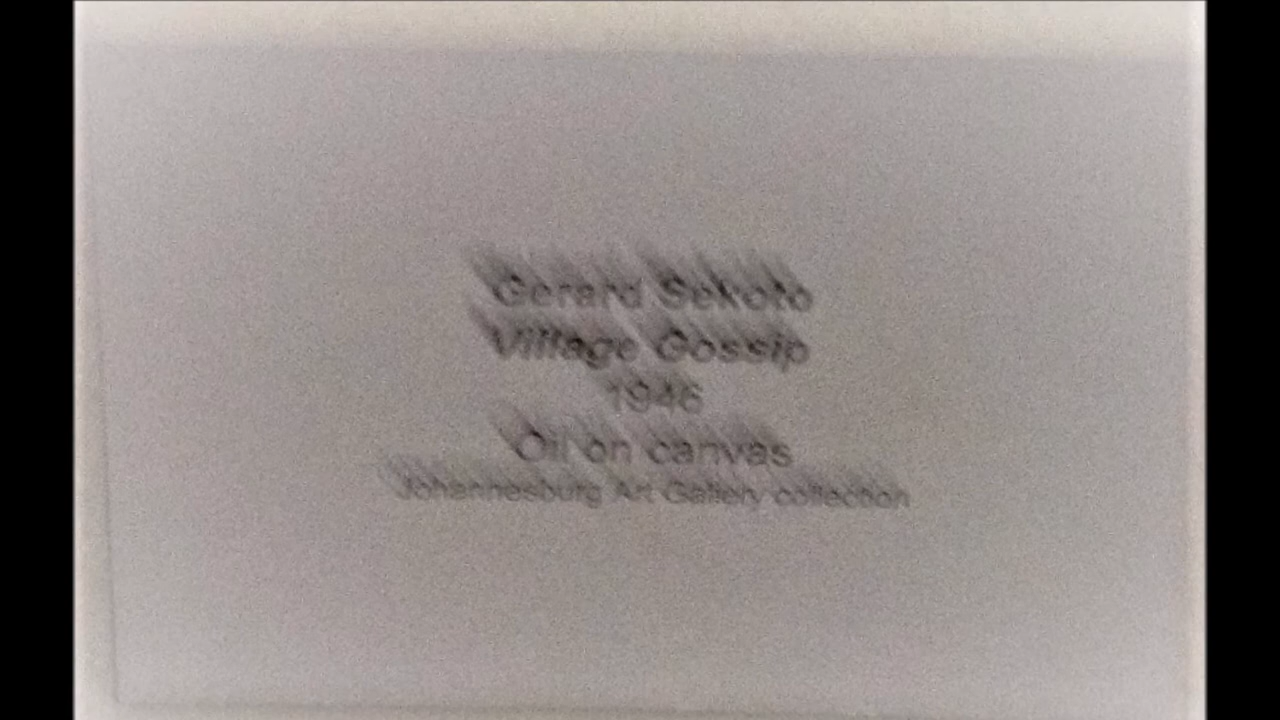 Gerard Sekoto
Village Gossip
1946
Oil on canvas
Johannesburg Art Gallery collection